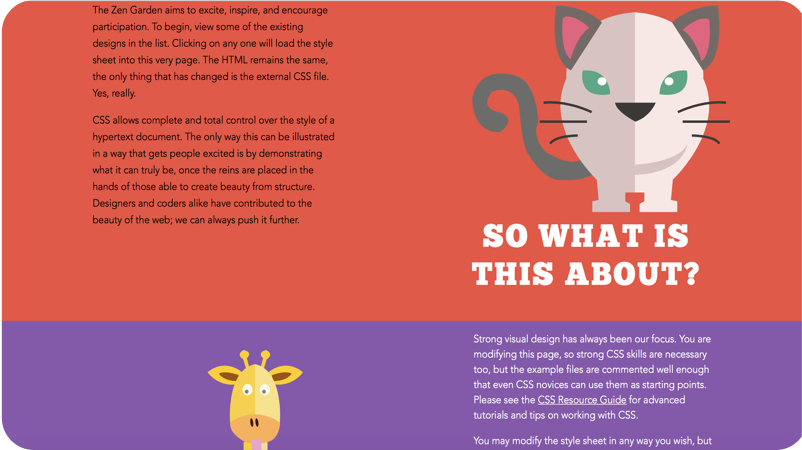 The Zen Garden aims to excite, inspire, and encourage
participation. To begin, view some of the existing
designs in the list. Clicking on any one will load the style
sheet into this very page. The HTML remains the same,
the only thing that has changed is the external CSS file.
Yes, really.
CSS allows complete and total control over the style of a
hypertext document. The only way this can be illustrated
in a way that gets people excited is by demonstrating
what it can truly be, once the reins are placed in the
hands of those able to create beauty from structure.
Designers and coders alike have contributed to the
beauty of the web; we can always push it further.
SO WHAT IS
THIS ABOUT?
Strong visual design has always been our focus. You are
modifying this page, so strong CSS skills are necessary
too, but the example files are commented well enough
that even CSS novices can use them as starting points.
Please see the CSS Resource Guide for advanced
tutorials and tips on working with CSS.
You may modify the style sheet in any way you wish, but